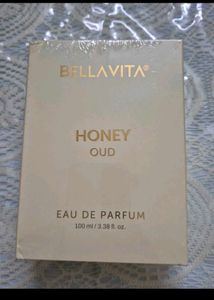 BELLAVITA®
HONEY
OUD
EAU DE PARFUM
100 ml / 3.38 fl. oz.